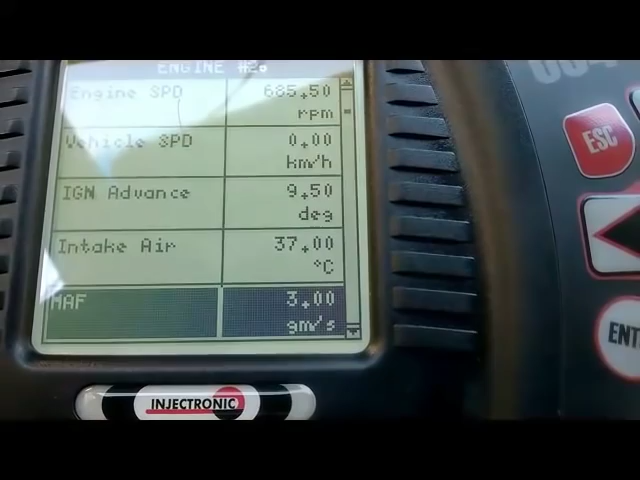 ENGINE #2.
Engine SPD 685.50
rpm
Vehicle SPD 0.00
km/h
IGN Advance 9.50
deg
Intake Air 37.00
°C
MAF 3.00
gm/s
INJECTRONIC
ESC
ENT